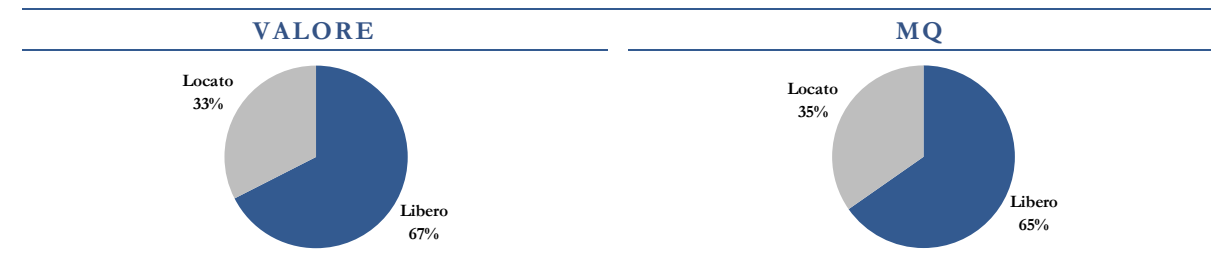 VALORE
Locato
33%
Libero
67%
MQ
Locato
35%
Libero
65%